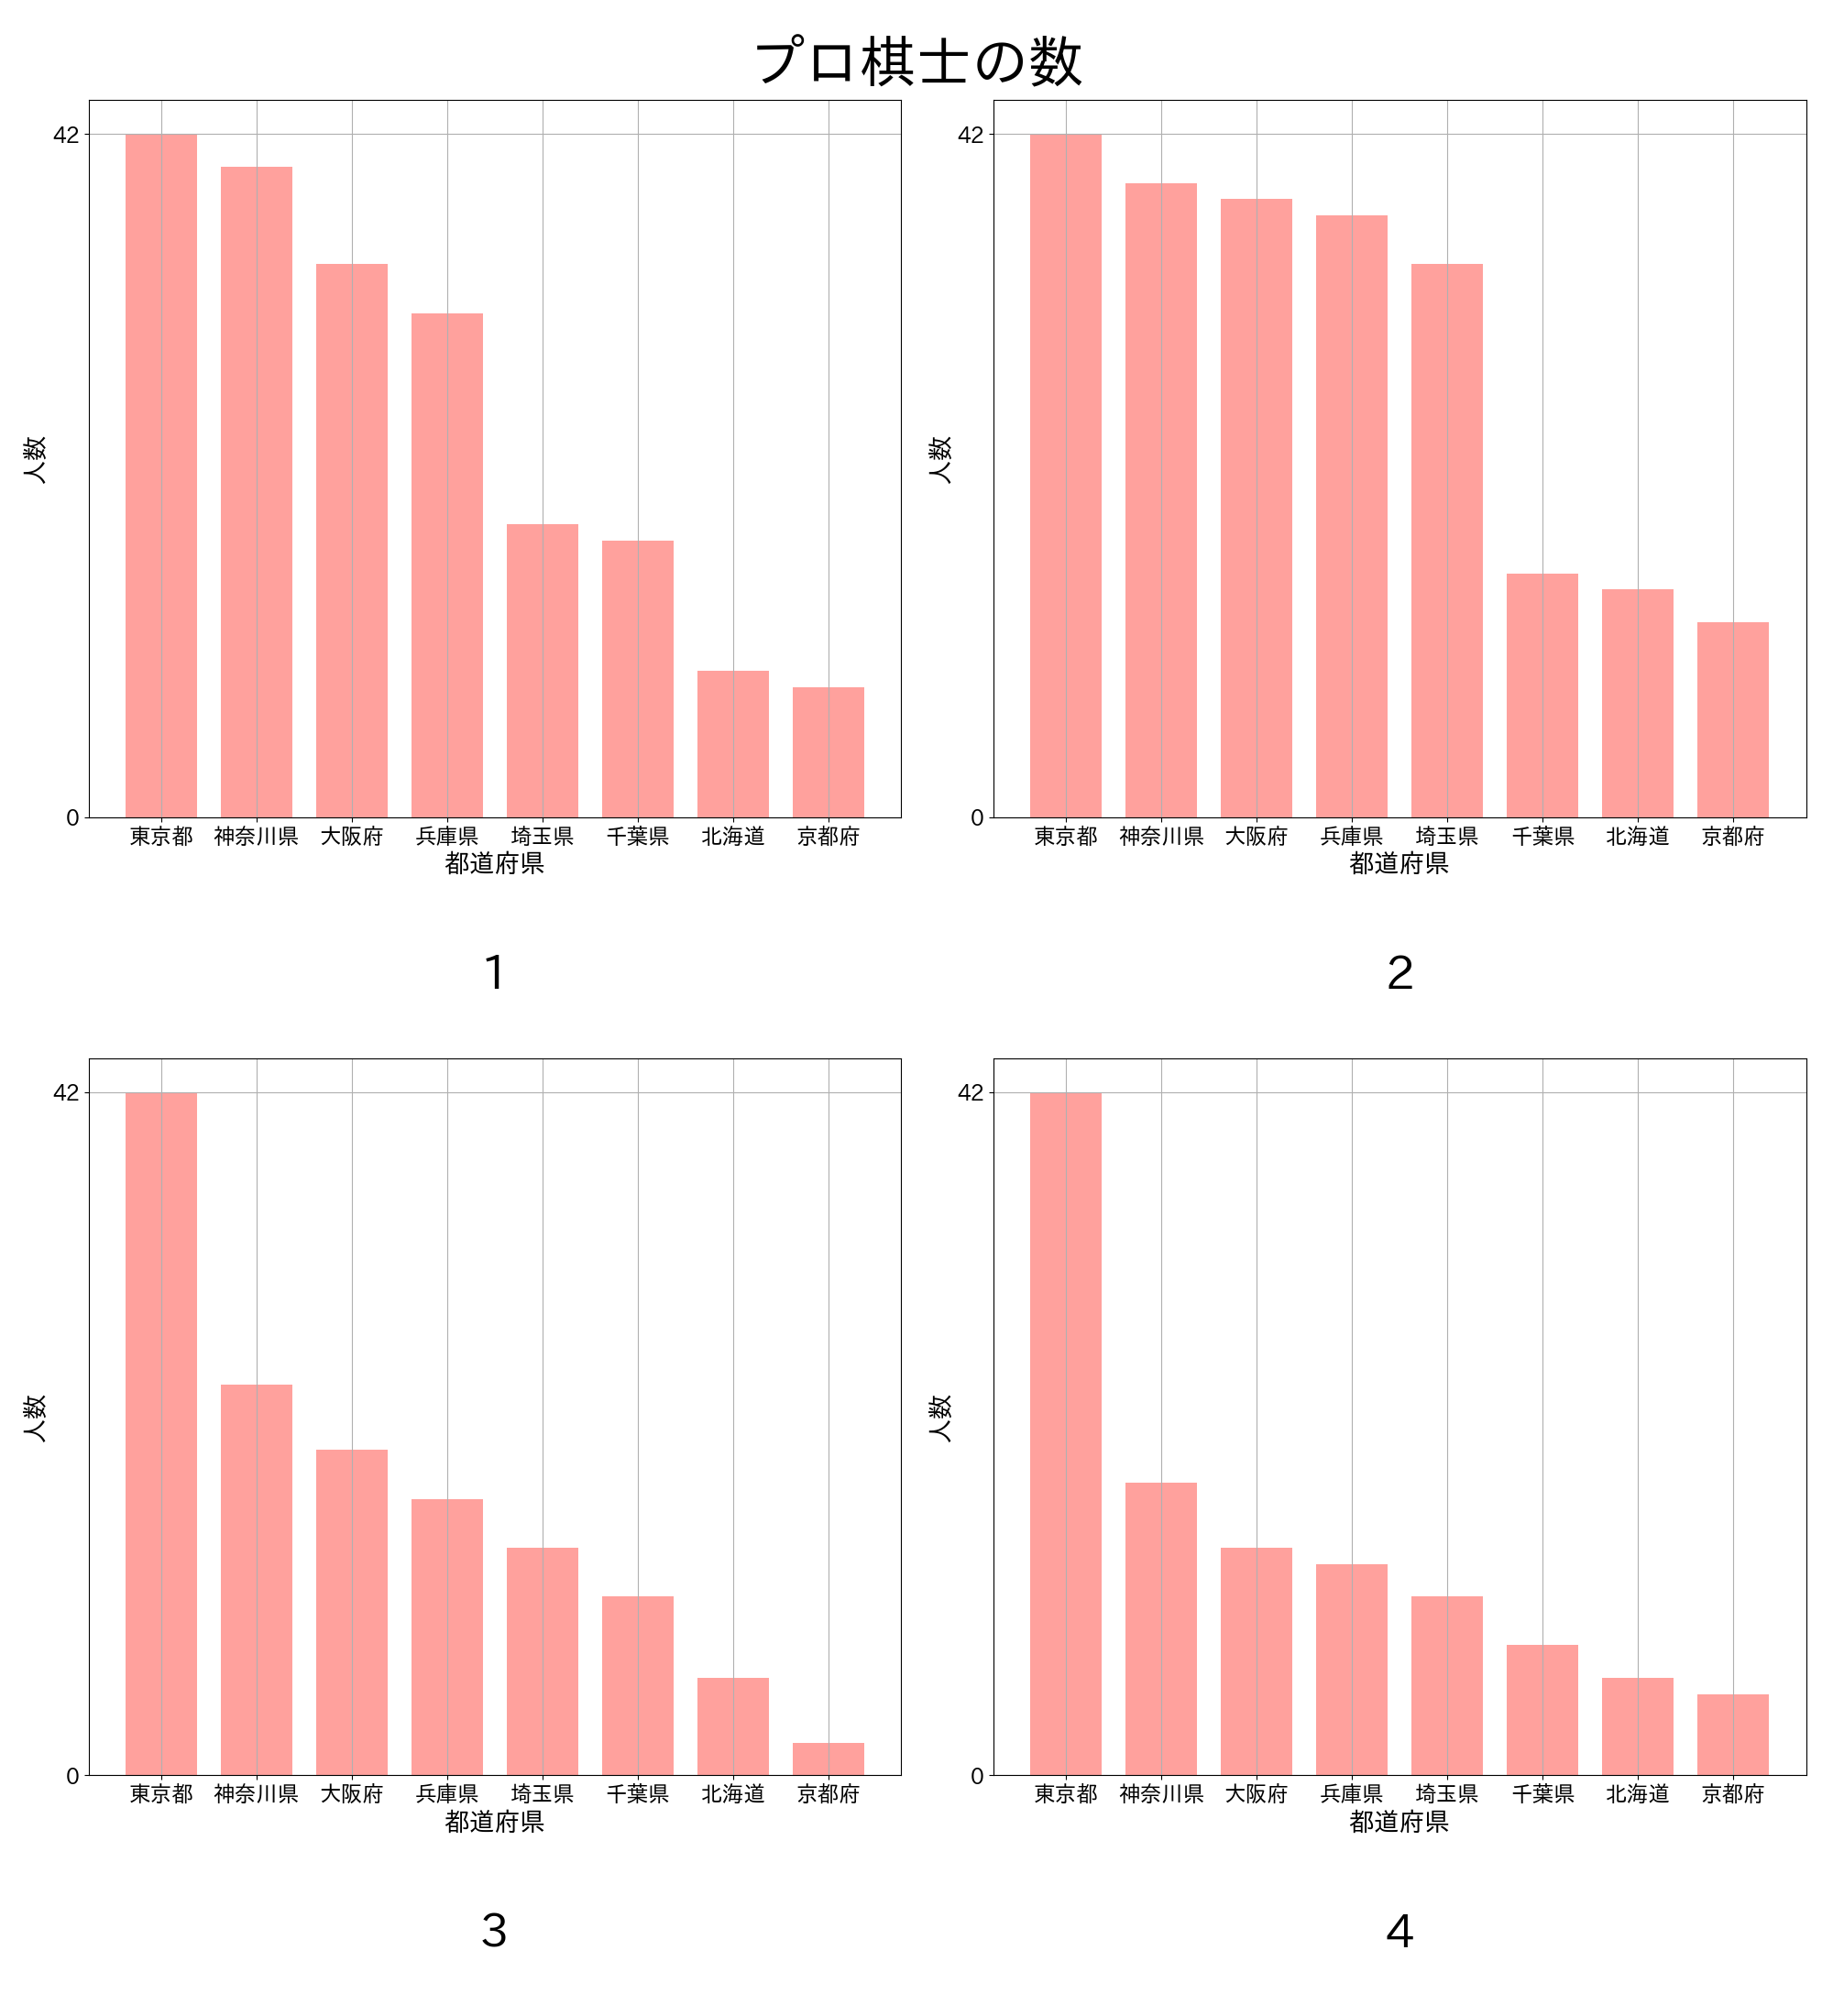 プロ棋士の数
42
0
人数
東京都 神奈川県 大阪府 兵庫県 埼玉県 千葉県 北海道 京都府
都道府県
1
42
0
人数
東京都 神奈川県 大阪府 兵庫県 埼玉県 千葉県 北海道 京都府
都道府県
2
42
0
人数
東京都 神奈川県 大阪府 兵庫県 埼玉県 千葉県 北海道 京都府
都道府県
3
42
0
人数
東京都 神奈川県 大阪府 兵庫県 埼玉県 千葉県 北海道 京都府
都道府県
4